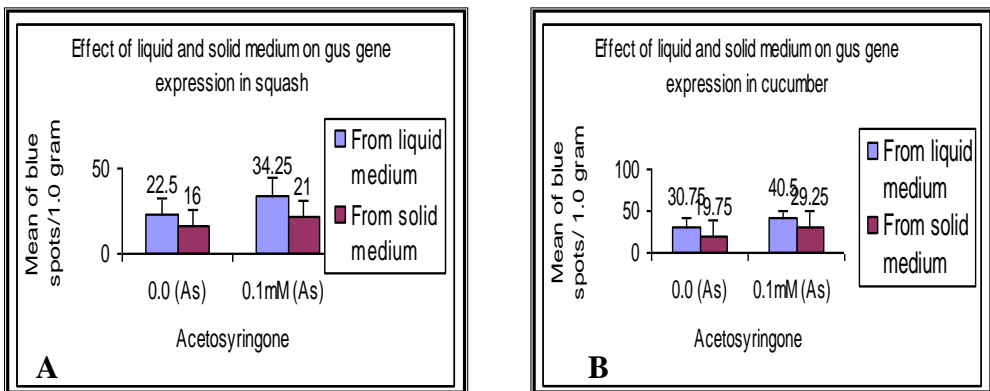 Effect of liquid and solid medium on gus gene
expression in squash
Mean of blue
spots/1.0 gram
50
0
22.5
16
34.25
21
0.0 (As)
0.1mM (As)
Acetosyringone
From liquid
medium
From solid
medium
A
Effect of liquid and solid medium on gus gene
expression in cucumber
Mean of blue
spots/ 1.0 gram
100
50
0
30.75
19.75
40.5
29.25
0.0 (As)
0.1mM (As)
Acetosyringone
From liquid
medium
From solid
medium
B